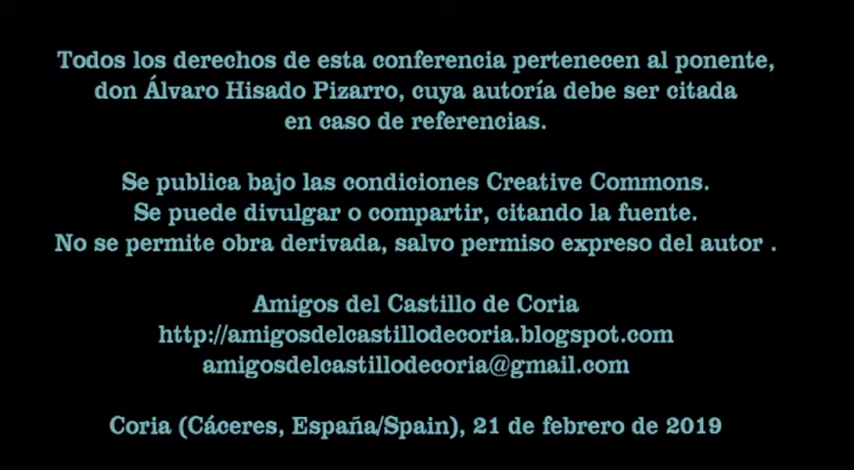 Todos los derechos de esta conferencia pertenecen al ponente,
don Álvaro Hisado Pizarro, cuya autoría debe ser citada
en caso de referencias.
Se publica bajo las condiciones Creative Commons.
Se puede divulgar o compartir, citando la fuente.
No se permite obra derivada, salvo permiso expreso del autor .
Amigos del Castillo de Coria
http://amigosdelcastillodecoria.blogspot.com
amigosdelcastillodecoria@gmail.com
Coria (Cáceres, España/Spain), 21 de febrero de 2019